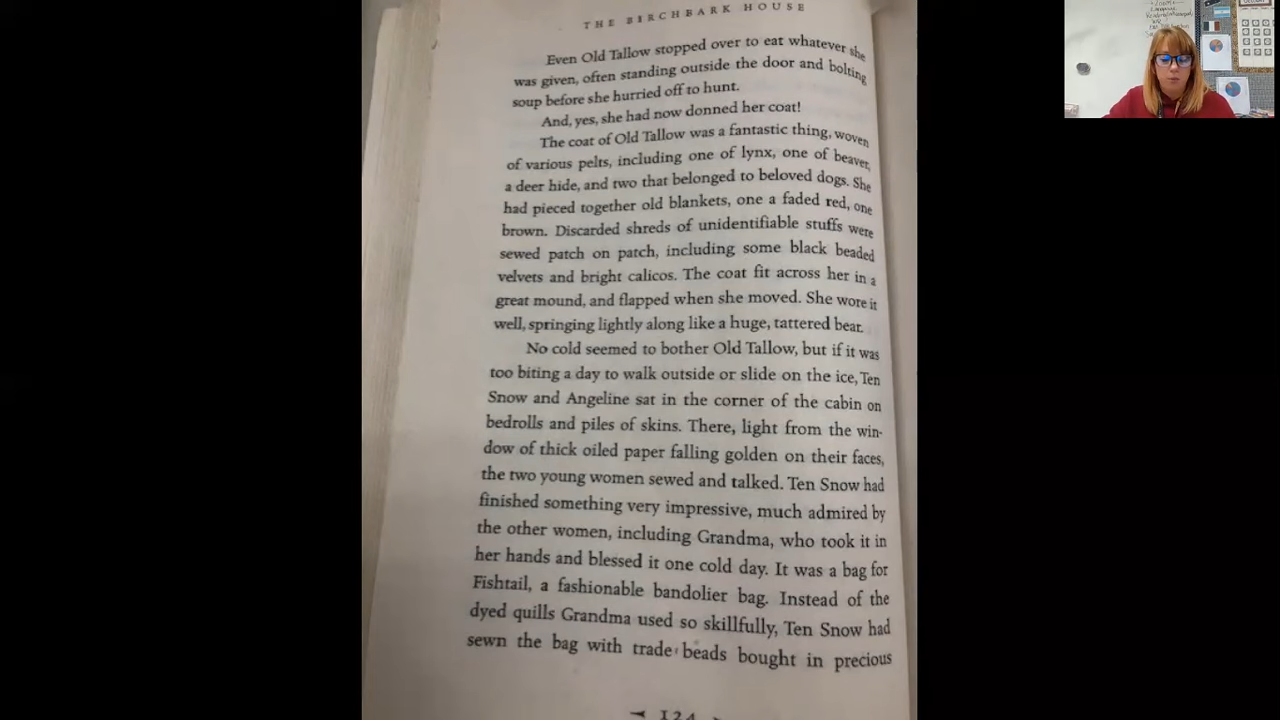 THE BIRCHBARK HOUSE
Even Old Tallow stopped over to eat whatever she
was given, often standing outside the door and bolting
soup before she hurried off to hunt.
And, yes, she had now donned her coat!
The coat of Old Tallow was a fantastic thing, woven
of various pelts, including one of lynx, one of beaver,
a deer hide, and two that belonged to beloved dogs. She
had pieced together old blankets, one a faded red, one
brown. Discarded shreds of unidentifiable stuffs were
sewed patch on patch, including some black beaded
velvets and bright calicos. The coat fit across her in a
great mound, and flapped when she moved. She wore it
well, springing lightly along like a huge, tattered bear.
No cold seemed to bother Old Tallow, but if it was
too biting a day to walk outside or slide on the ice, Ten
Snow and Angeline sat in the corner of the cabin on
bedrolls and piles of skins. There, light from the win-
dow of thick oiled paper falling golden on their faces,
the two young women sewed and talked. Ten Snow had
finished something very impressive, much admired by
the other women, including Grandma, who took it in
her hands and blessed it one cold day. It was a bag for
Fishtail, a fashionable bandolier bag. Instead of the
dyed quills Grandma used so skillfully, Ten Snow had
sewn the bag with trade beads bought in precious
124